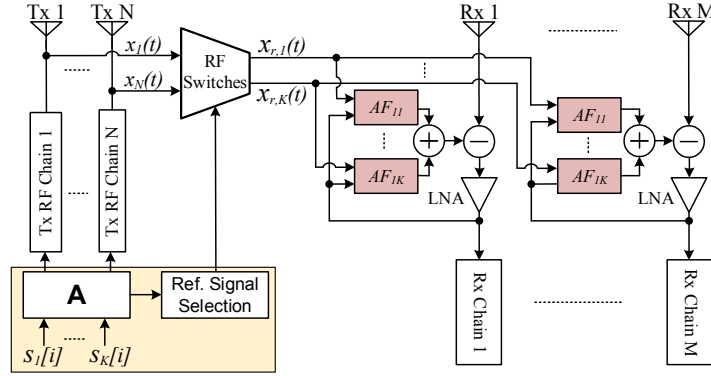 Tx 1
Tx N
Rx 1
Rx M
x1(t)
xN(t)
RF
Switches
xr,1(t)
xr,K(t)
AF11
AF1K
+
−
LNA
AF11
AF1K
+
−
LNA
Tx RF Chain 1
Tx RF Chain N
A
Ref. Signal
Selection
s1[i]
sK[i]
Rx Chain 1
Rx Chain M